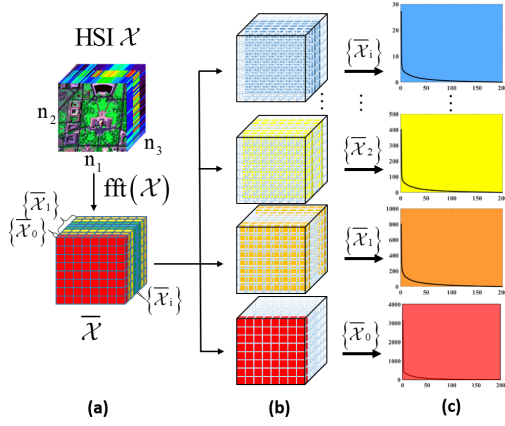 HSI 𝒳
n₂
n₁
n₃
fft(𝒳)
{𝒳̅₁}
{𝒳̅₀}
{𝒳̅ᵢ}
𝒳̅
(a)
{𝒳̅ᵢ}
{𝒳̅₂}
{𝒳̅₁}
{𝒳̅₀}
(b)
30
20
10
0
0 50 100 150 200
500
400
300
200
100
0
0 50 100 150 200
1000
800
600
400
200
0
0 50 100 150 200
4000
3000
2000
1000
0
0 50 100 150 200
(c)